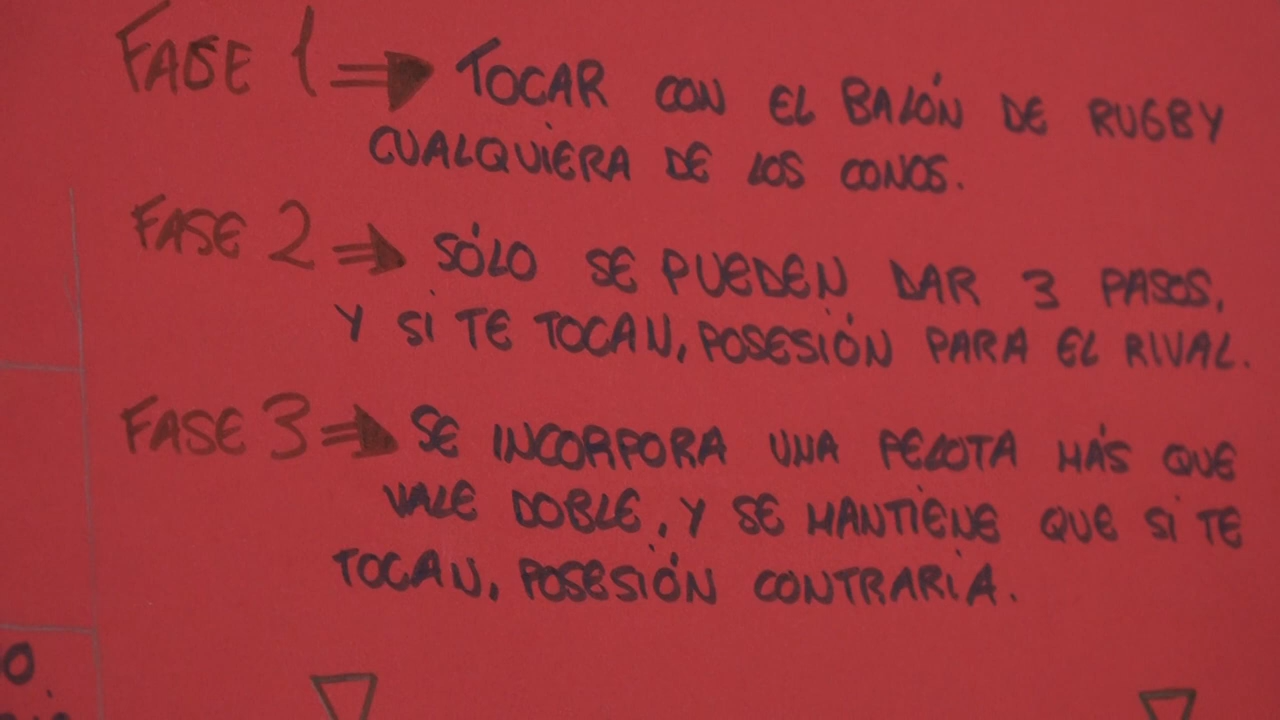 FASE 1 ⇒ TOCAR CON EL BALÓN DE RUGBY
CUALQUIERA DE LOS CONOS.
FASE 2 ⇒ SÓLO SE PUEDEN DAR 3 PASOS,
Y SI TE TOCAN, POSESIÓN PARA EL RIVAL.
FASE 3 ⇒ SE INCORPORA UNA PELOTA MÁS QUE
VALE DOBLE, Y SE MANTIENE QUE SI TE
TOCAN, POSESIÓN CONTRARIA.